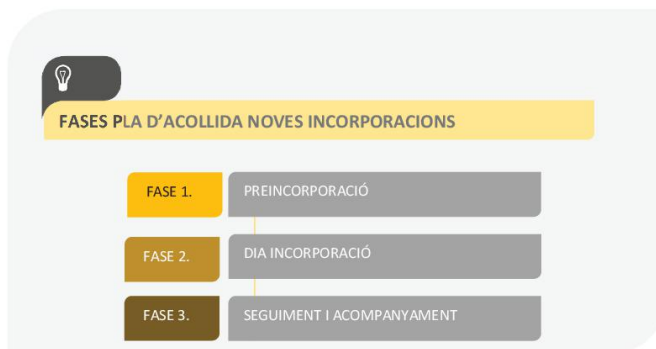 FASES PLA D'ACOLLIDA NOVES INCORPORACIONS
FASE 1. PREINCORPORACIÓ
FASE 2. DIA INCORPORACIÓ
FASE 3. SEGUIMENT I ACOMPANYAMENT